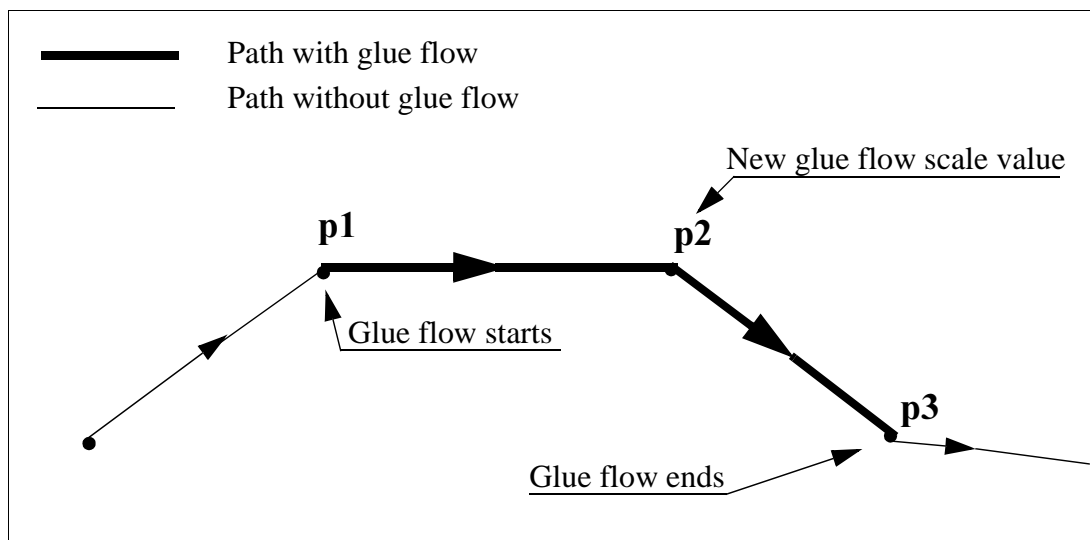 Path with glue flow
Path without glue flow
New glue flow scale value
p1
p2
Glue flow starts
p3
Glue flow ends